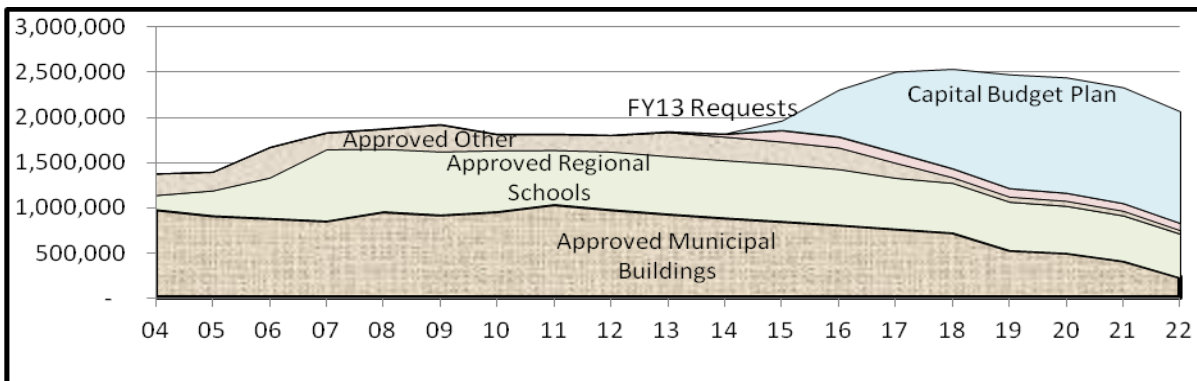 3,000,000
2,500,000
2,000,000
1,500,000
1,000,000
500,000
-
FY13 Requests
Capital Budget Plan
Approved Other
Approved Regional
Schools
Approved Municipal
Buildings
04 05 06 07 08 09 10 11 12 13 14 15 16 17 18 19 20 21 22